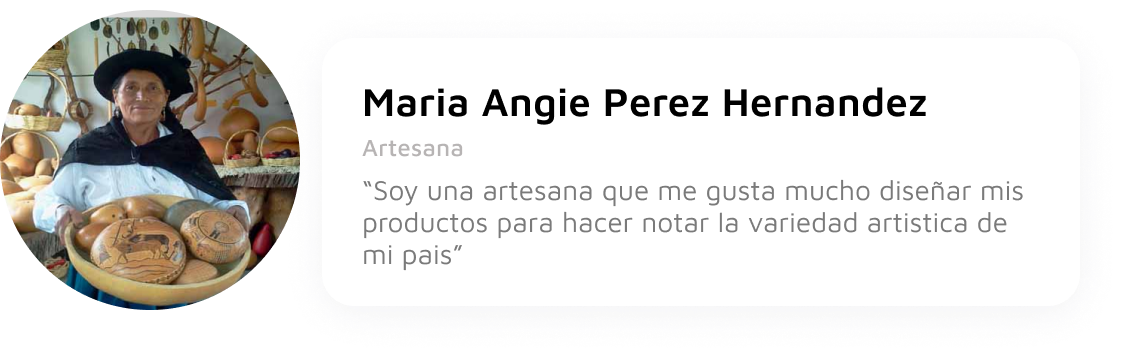 Maria Angie Perez Hernandez
Artesana
“Soy una artesana que me gusta mucho diseñar mis
productos para hacer notar la variedad artistica de
mi pais”